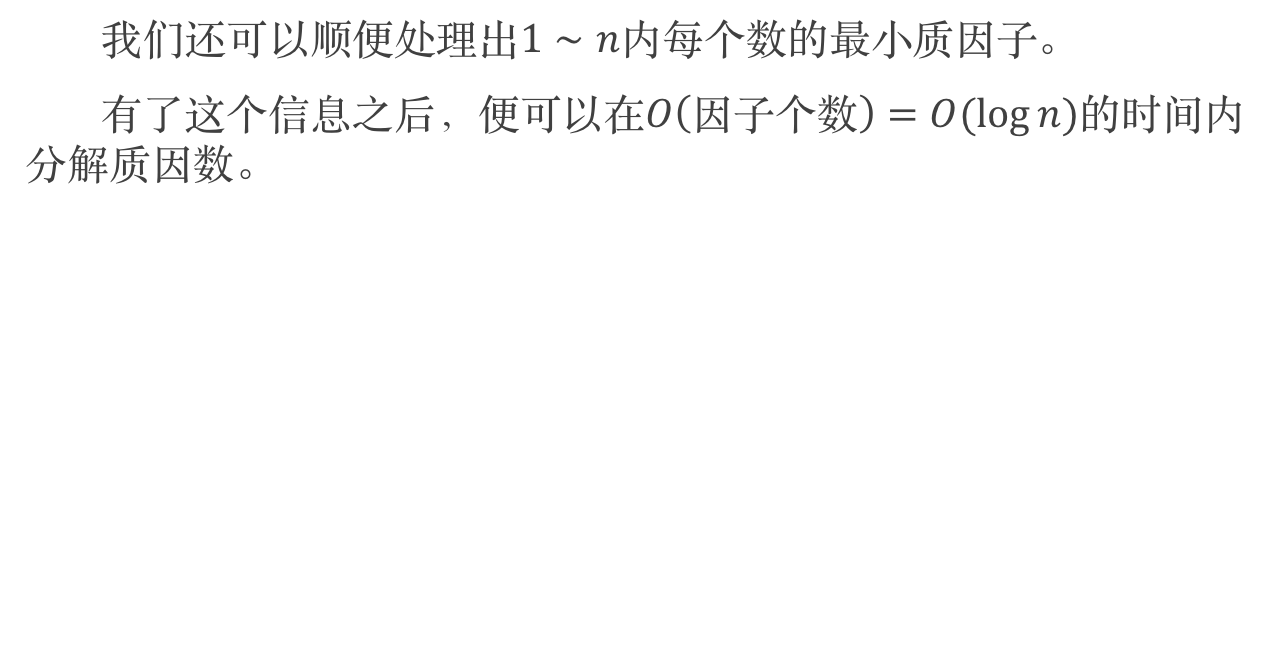 我们还可以顺便处理出1 ~ n内每个数的最小质因子。
有了这个信息之后，便可以在O(因子个数) = O(log n)的时间内
分解质因数。